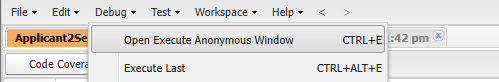 File Edit Debug Test Workspace Help < >
Applicant2Se :42 pm
Open Execute Anonymous Window CTRL+E
Code Covera
Execute Last CTRL+ALT+E